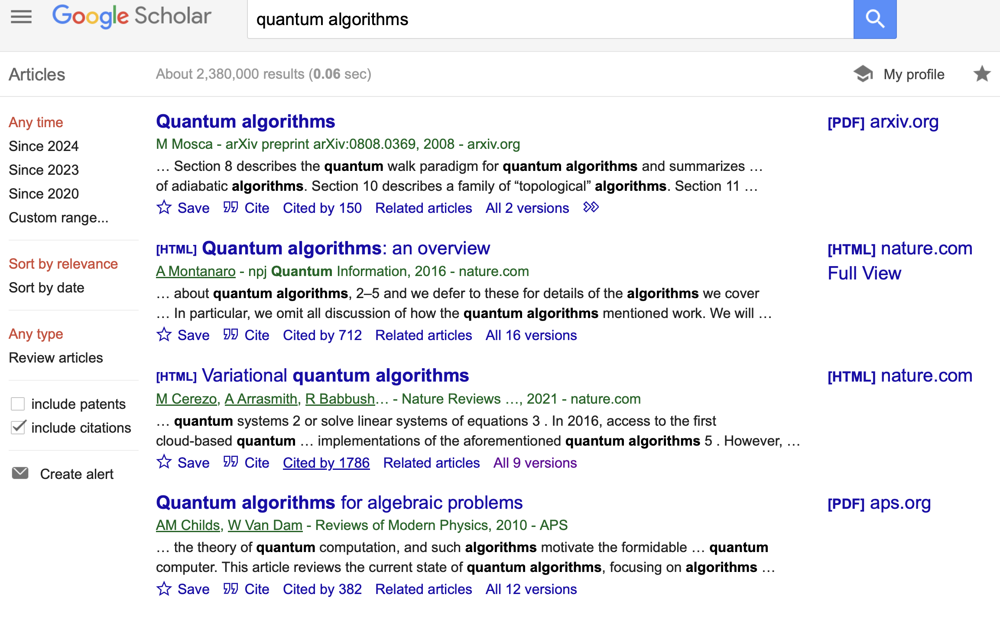 Google Scholar
quantum algorithms
Articles
About 2,380,000 results (0.06 sec)
My profile
Any time
Since 2024
Since 2023
Since 2020
Custom range...
Sort by relevance
Sort by date
Any type
Review articles
include patents
include citations
Create alert
Quantum algorithms
M Mosca - arXiv preprint arXiv:0808.0369, 2008 - arxiv.org
… Section 8 describes the quantum walk paradigm for quantum algorithms and summarizes …
of adiabatic algorithms. Section 10 describes a family of “topological” algorithms. Section 11 …
Save Cite Cited by 150 Related articles All 2 versions
[PDF] arxiv.org
[HTML] Quantum algorithms: an overview
A Montanaro - npj Quantum Information, 2016 - nature.com
… about quantum algorithms, 2–5 and we defer to these for details of the algorithms we cover
… In particular, we omit all discussion of how the quantum algorithms mentioned work. We will …
Save Cite Cited by 712 Related articles All 16 versions
[HTML] nature.com
Full View
[HTML] Variational quantum algorithms
M Cerezo, A Arrasmith, R Babbush… - Nature Reviews …, 2021 - nature.com
… quantum systems 2 or solve linear systems of equations 3 . In 2016, access to the first
cloud-based quantum … implementations of the aforementioned quantum algorithms 5 . However, …
Save Cite Cited by 1786 Related articles All 9 versions
[HTML] nature.com
Quantum algorithms for algebraic problems
AM Childs, W Van Dam - Reviews of Modern Physics, 2010 - APS
… the theory of quantum computation, and such algorithms motivate the formidable … quantum
computer. This article reviews the current state of quantum algorithms, focusing on algorithms …
Save Cite Cited by 382 Related articles All 12 versions
[PDF] aps.org